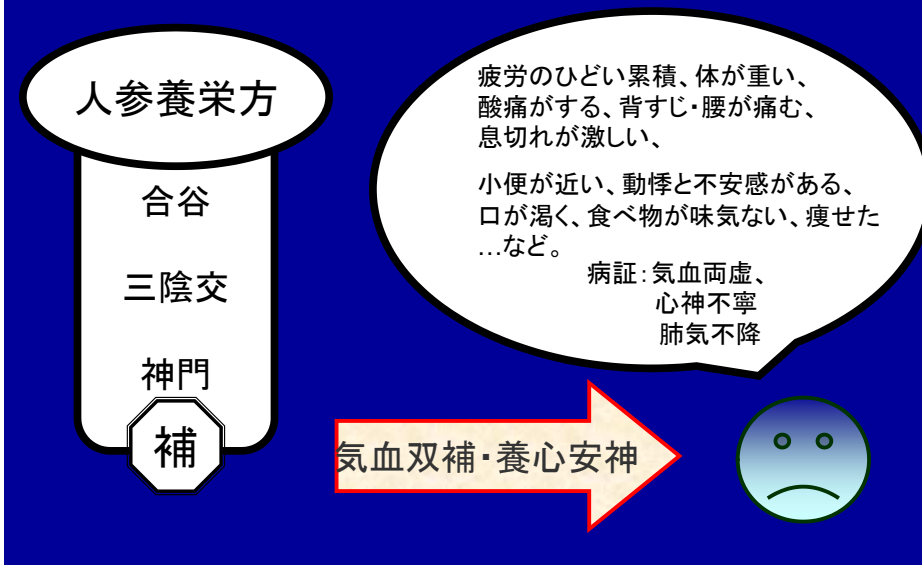 人参養栄方
合谷
三陰交
神門
補
疲労のひどい累積、体が重い、
酸痛がする、背すじ・腰が痛む、
息切れが激しい、
小便が近い、動悸と不安感がある、
口が渇く、食べ物が味気ない、痩せた
…など。
病証：気血両虚、
心神不寧
肺気不降
気血双補・養心安神